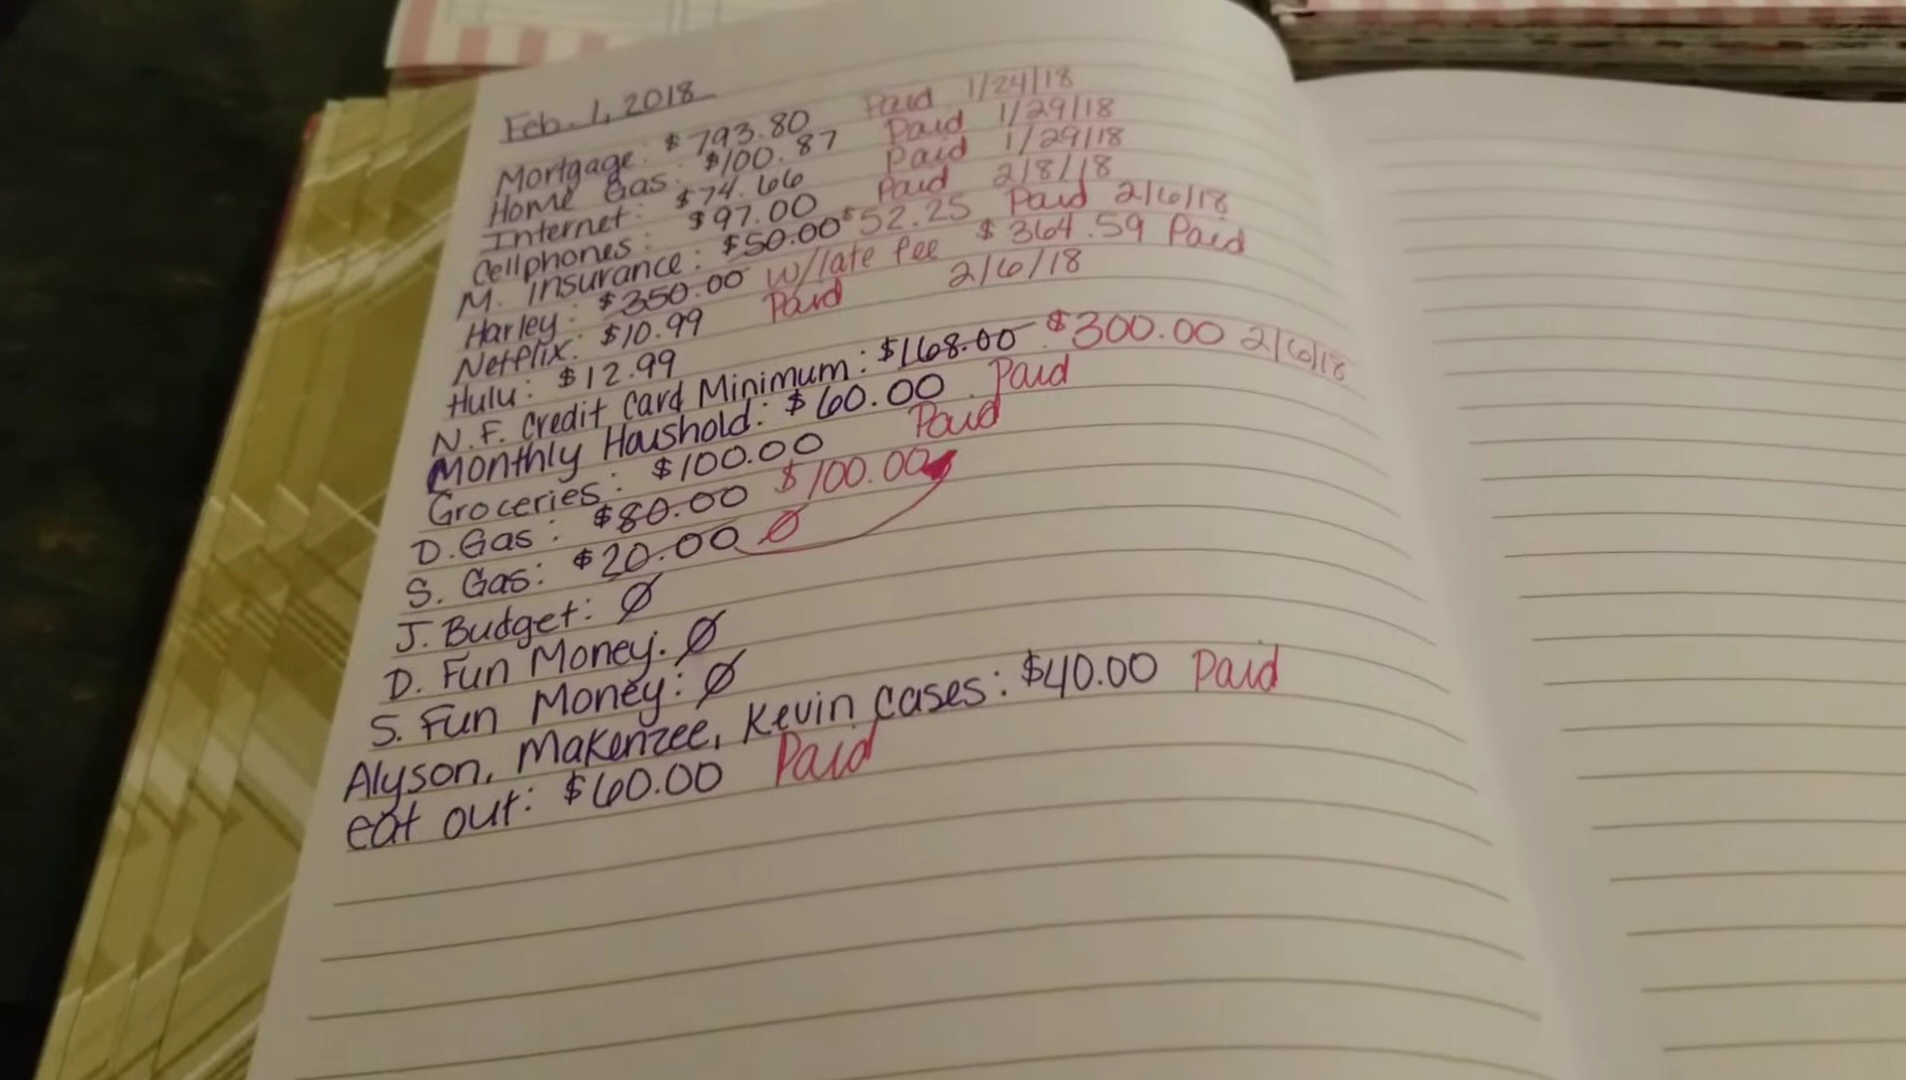 Feb. 1, 2018
Mortgage: $793.80 Paid 1/24/18
Home Gas: $100.87 Paid 1/29/18
Internet: $74.66 Paid 1/29/18
Cellphones: $97.00 Paid 2/8/18
M. Insurance: $50.00 $52.25 Paid 2/6/18
Harley: $350.00 w/late fee $364.59 Paid
Netflix: $10.99 Paid 2/6/18
Hulu: $12.99
N.F. Credit Card Minimum: $168.00 $300.00 2/6/18
Monthly Haushold: $60.00 Paid
Groceries: $100.00 Paid
D. Gas: $80.00 $100.00
S. Gas: $20.00 Ø
J. Budget: Ø
D. Fun Money: Ø
S. Fun Money: Ø
Alyson, Makenzee, Kevin cases: $40.00 Paid
eat out: $60.00 Paid